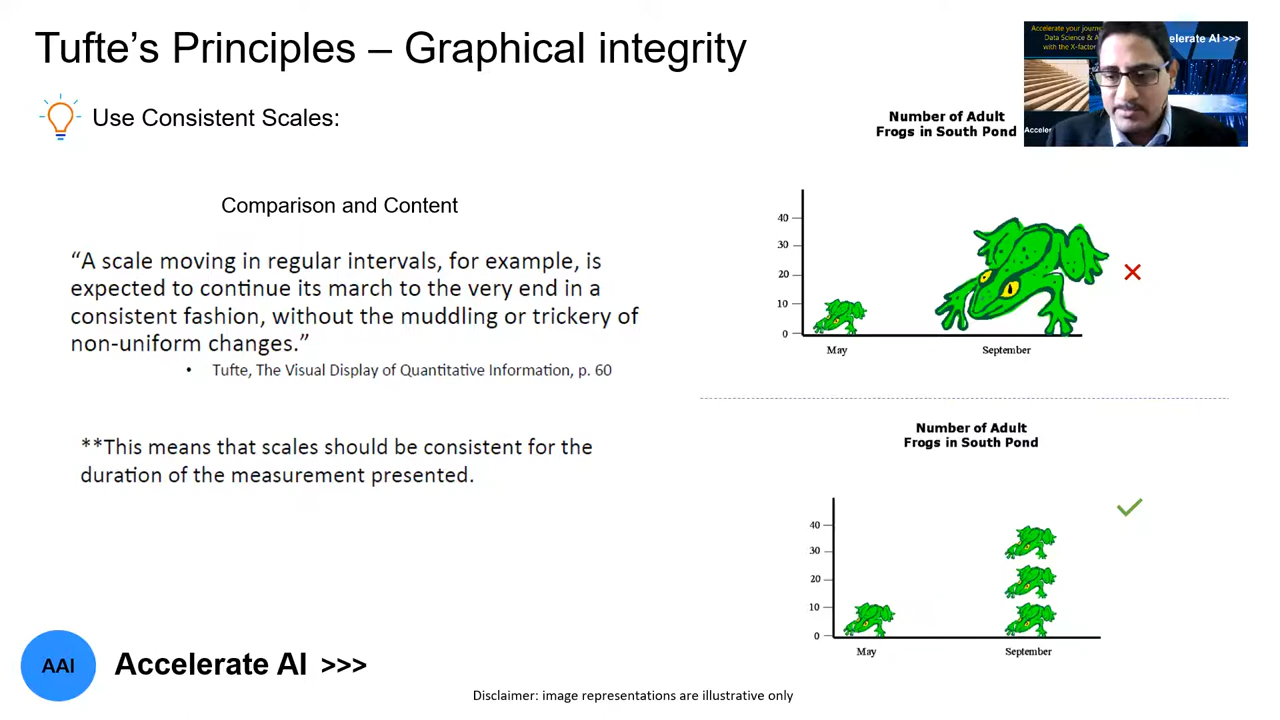 Tufte’s Principles – Graphical integrity
Use Consistent Scales:
Comparison and Content
“A scale moving in regular intervals, for example, is
expected to continue its march to the very end in a
consistent fashion, without the muddling or trickery of
non-uniform changes.”
• Tufte, The Visual Display of Quantitative Information, p. 60
**This means that scales should be consistent for the
duration of the measurement presented.
Accelerate your journe
Data Science & A
with the X-factor
elerate AI >>>
Acceler
Number of Adult
Frogs in South Pond
40
30
20
10
0
May September
Number of Adult
Frogs in South Pond
40
30
20
10
0
May September
AAI Accelerate AI >>>
Disclaimer: image representations are illustrative only